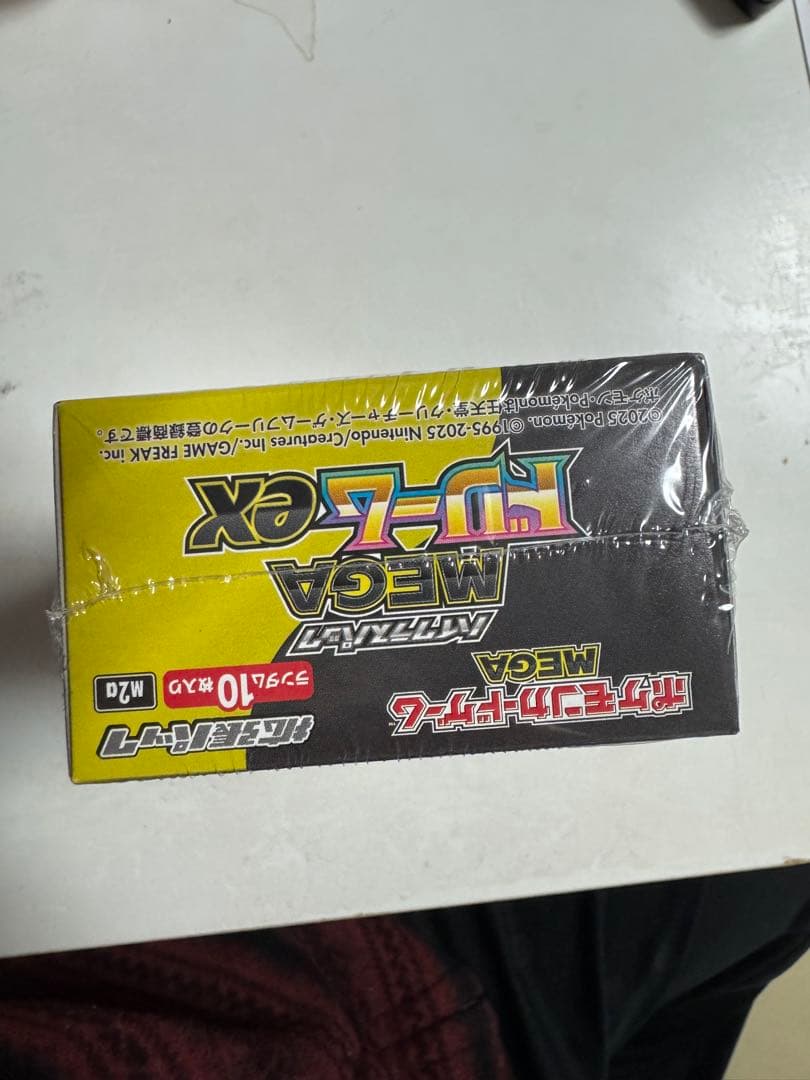 ポケモンカードゲーム
MEGA
拡張パック
ランダム10枚入り
M2a
ハイクラスパック
MEGA
ドリームex
©2025 Pokémon. ©1995-2025 Nintendo/Creatures Inc./GAME FREAK inc.
ポケモン・Pokémonは任天堂・クリーチャーズ・ゲームフリークの登録商標です。